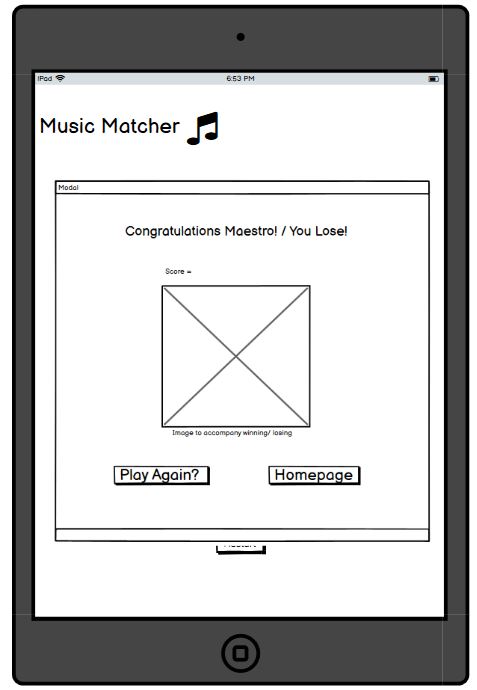 iPad 6:53 PM
Music Matcher
Modal
Congratulations Maestro! / You Lose!
Score =
Image to accompany winning/ losing
Play Again? Homepage